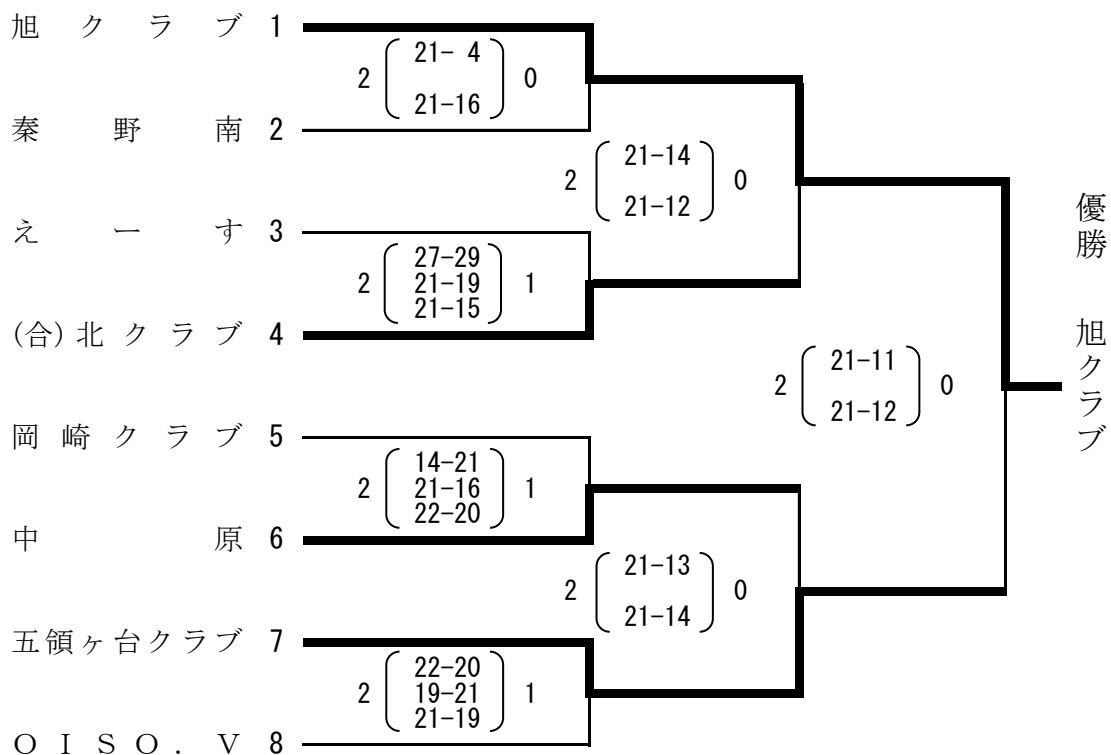 旭クラブ 1
2 21- 4 0
21-16
秦野南 2
2 21-14 0
21-12
えーす 3
27-29
2 21-19 1
21-15
(合)北クラブ 4
2 21-11 0
21-12
優勝 旭クラブ
岡崎クラブ 5
14-21
2 21-16 1
22-20
中原 6
2 21-13 0
21-14
五領ヶ台クラブ 7
22-20
2 19-21 1
21-19
ＯＩＳＯ．Ｖ 8